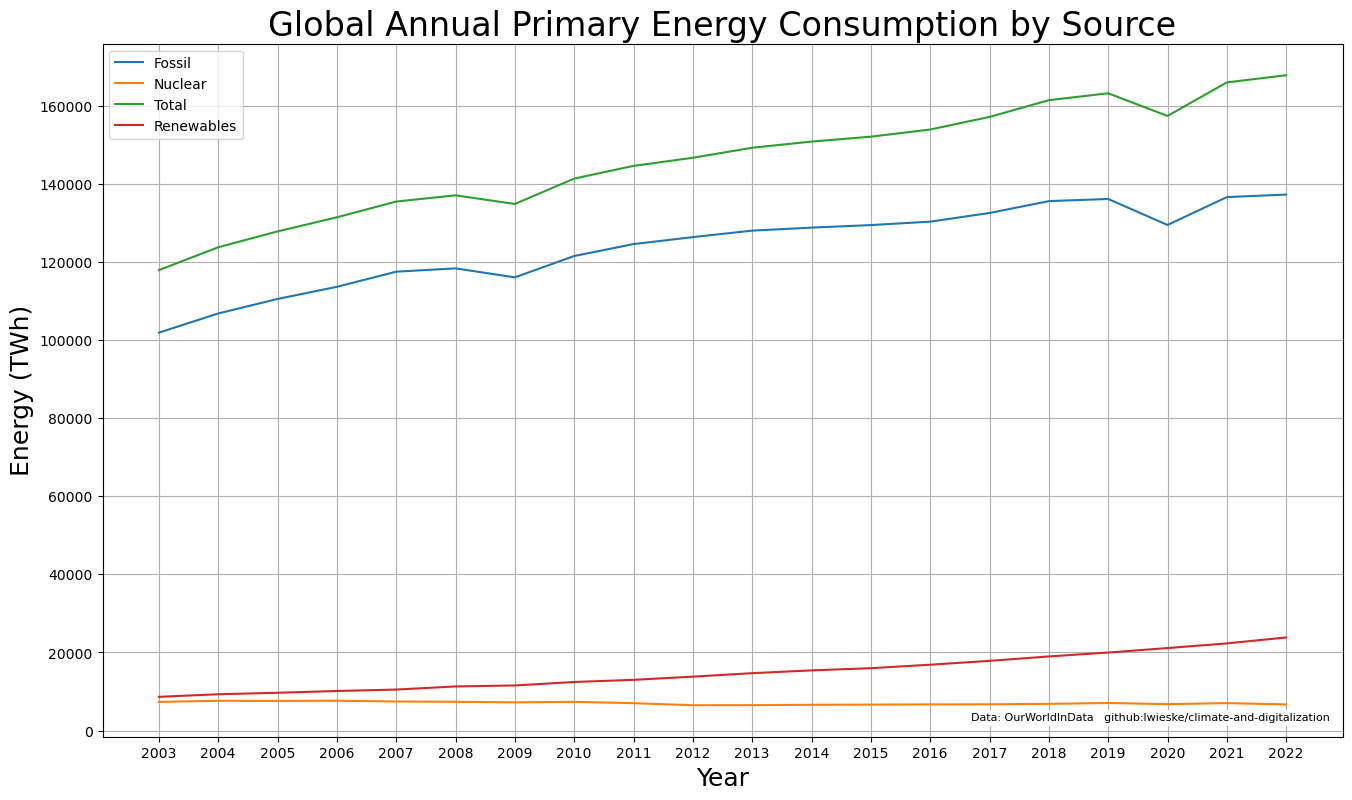 Global Annual Primary Energy Consumption by Source
Fossil
Nuclear
Total
Renewables
Energy (TWh)
160000
140000
120000
100000
80000
60000
40000
20000
0
Data: OurWorldInData github:lwieske/climate-and-digitalization
2003 2004 2005 2006 2007 2008 2009 2010 2011 2012 2013 2014 2015 2016 2017 2018 2019 2020 2021 2022
Year